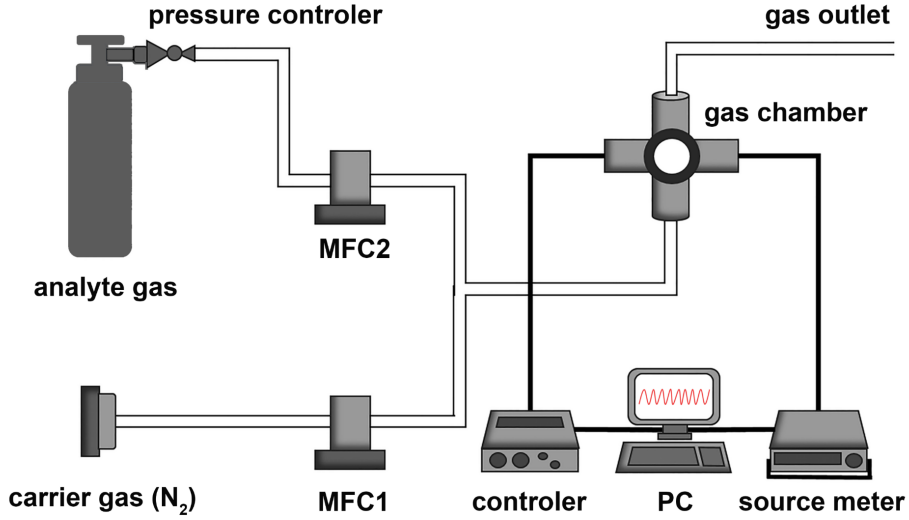 pressure controler
gas outlet
gas chamber
MFC2
analyte gas
carrier gas (N₂)
MFC1
controler
PC
source meter